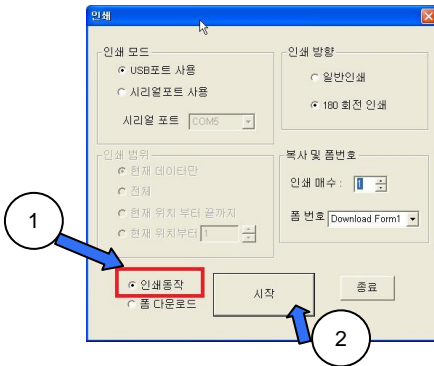 인쇄
인쇄 모드
USB포트 사용
시리얼포트 사용
시리얼 포트 COM5
인쇄 방향
일반인쇄
180 회전 인쇄
인쇄 범위
현재 데이터만
전체
현재 위치 부터 끝까지
현재 위치부터 1
복사 및 폼번호
인쇄 매수 : 1
폼 번호 Download Form1
1
인쇄동작
폼 다운로드
시작
종료
2